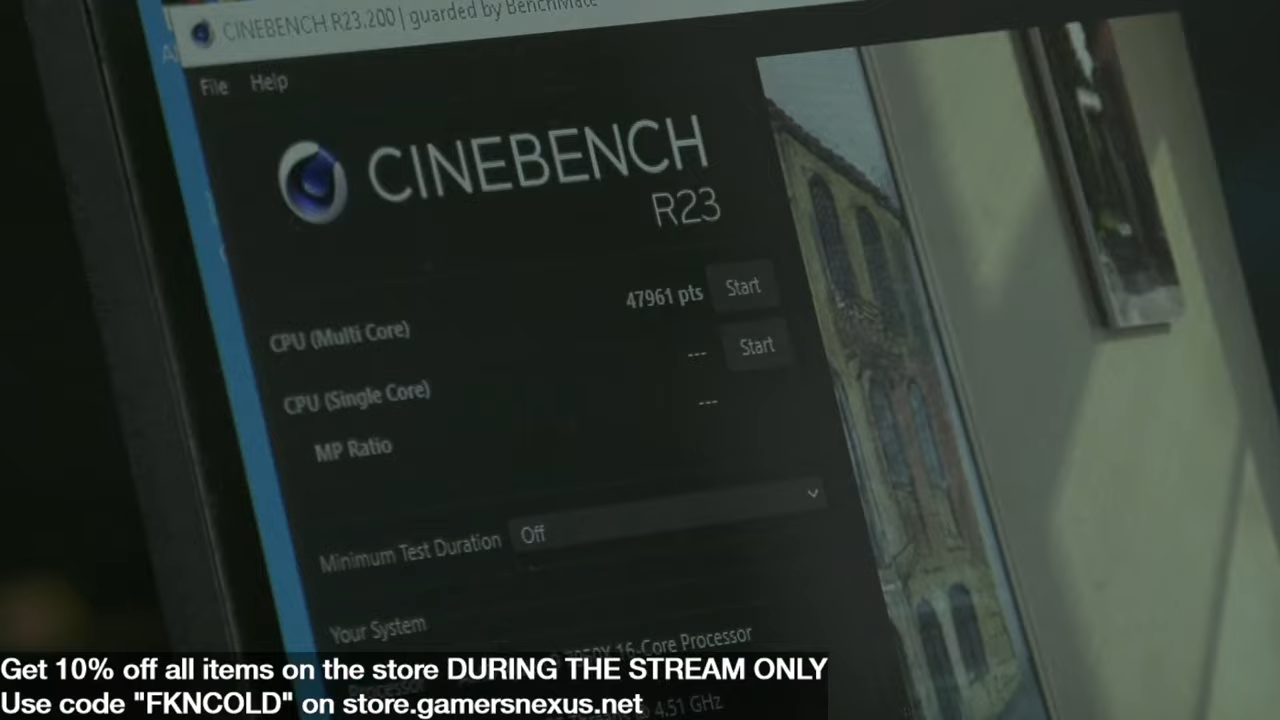 CINEBENCH R23.200 | guarded by BenchMate
File Help
CINEBENCH
R23
CPU (Multi Core) 47961 pts Start
CPU (Single Core) --- Start
MP Ratio ---
Minimum Test Duration Off
Your System
16-Core Processor
Processor
@ 4.51 GHz
Get 10% off all items on the store DURING THE STREAM ONLY
Use code "FKNCOLD" on store.gamersnexus.net